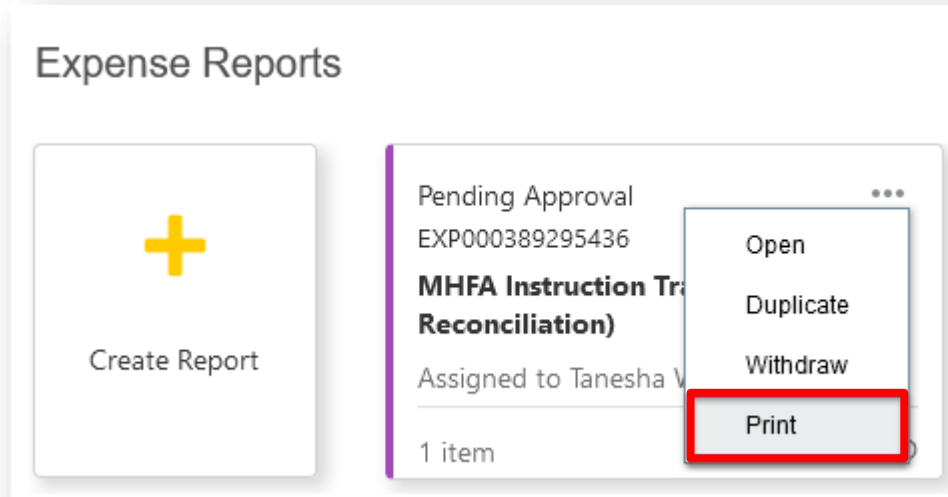 Expense Reports
Create Report
Pending Approval
EXP000389295436
MHFA Instruction
Reconciliation)
Assigned to Tanesha
1 item
Open
Duplicate
Withdraw
Print